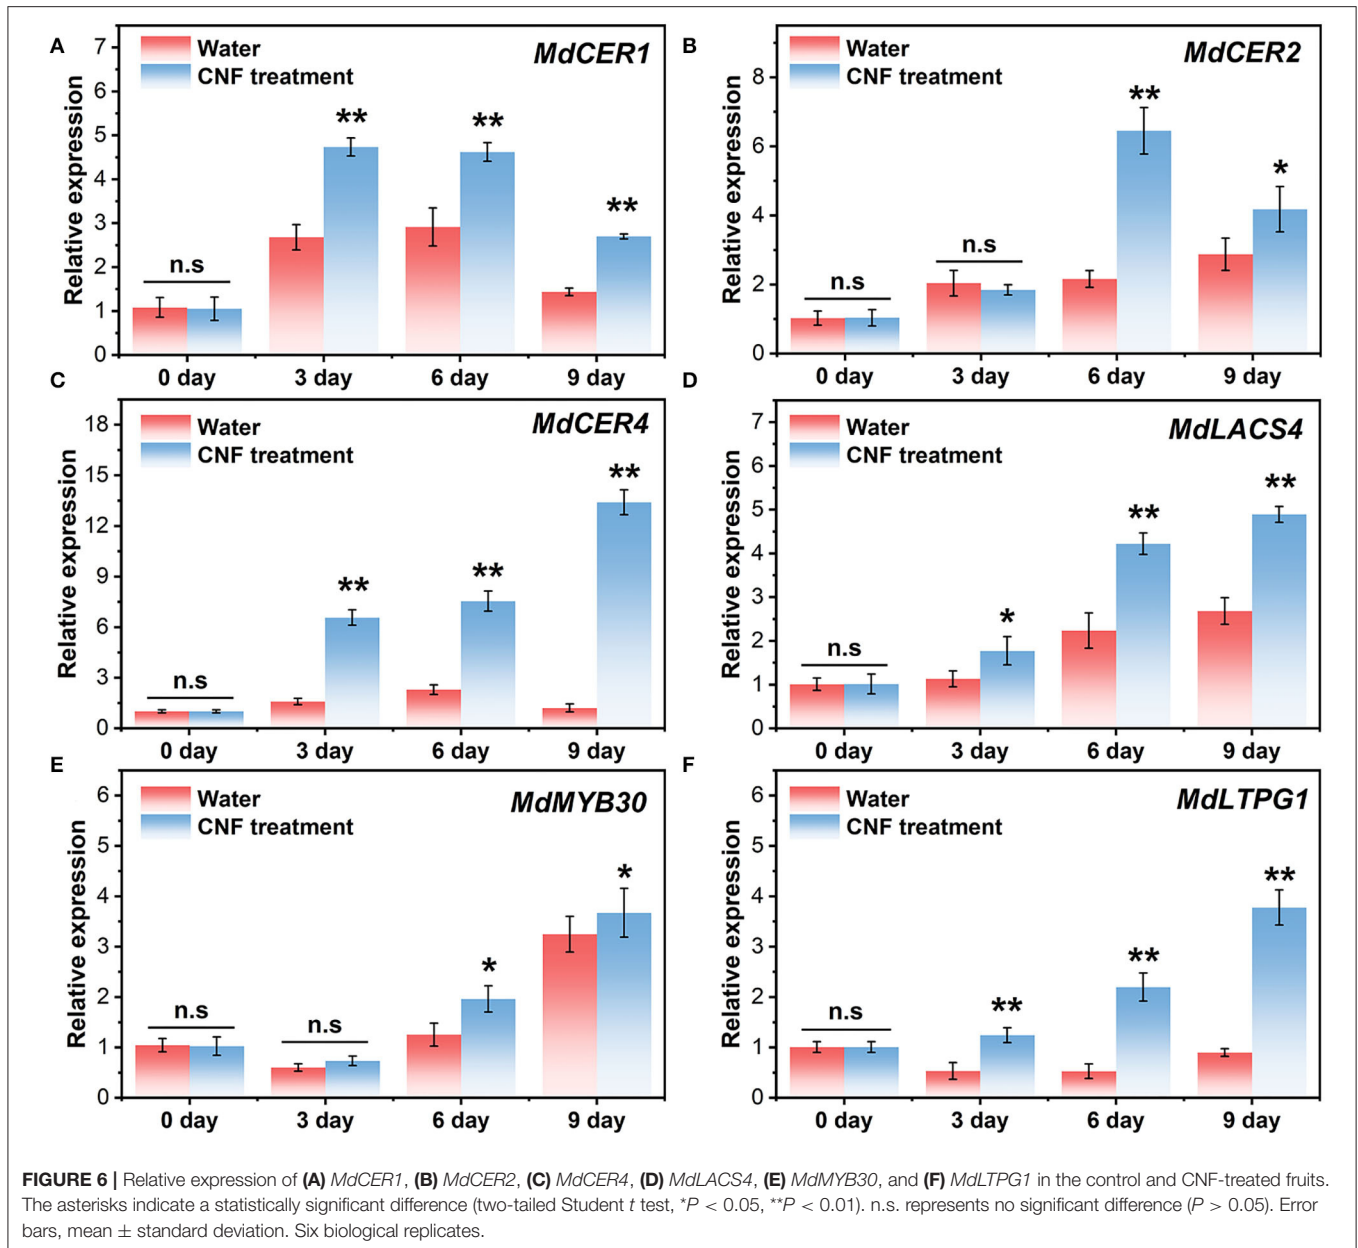 A
Water
CNF treatment
MdCER1
Relative expression
7
6
5
4
3
2
1
0
n.s
**
**
**
0 day 3 day 6 day 9 day
B
Water
CNF treatment
MdCER2
Relative expression
8
6
4
2
0
n.s
n.s
**
*
0 day 3 day 6 day 9 day
C
Water
CNF treatment
MdCER4
Relative expression
18
15
12
9
6
3
0
n.s
**
**
**
0 day 3 day 6 day 9 day
D
Water
CNF treatment
MdLACS4
Relative expression
7
6
5
4
3
2
1
0
n.s
*
**
**
0 day 3 day 6 day 9 day
E
Water
CNF treatment
MdMYB30
Relative expression
6
5
4
3
2
1
0
n.s
n.s
*
*
0 day 3 day 6 day 9 day
F
Water
CNF treatment
MdLTPG1
Relative expression
6
5
4
3
2
1
0
n.s
**
**
**
0 day 3 day 6 day 9 day
FIGURE 6 | Relative expression of (A) MdCER1, (B) MdCER2, (C) MdCER4, (D) MdLACS4, (E) MdMYB30, and (F) MdLTPG1 in the control and CNF-treated fruits.
The asterisks indicate a statistically significant difference (two-tailed Student t test, *P < 0.05, **P < 0.01). n.s. represents no significant difference (P > 0.05). Error
bars, mean ± standard deviation. Six biological replicates.